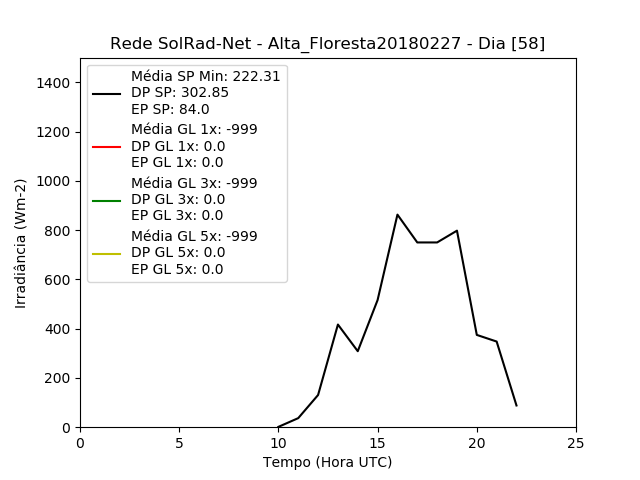 Rede SolRad-Net - Alta_Floresta20180227 - Dia [58]
Média SP Min: 222.31
DP SP: 302.85
EP SP: 84.0
Média GL 1x: -999
DP GL 1x: 0.0
EP GL 1x: 0.0
Média GL 3x: -999
DP GL 3x: 0.0
EP GL 3x: 0.0
Média GL 5x: -999
DP GL 5x: 0.0
EP GL 5x: 0.0
Irradiância (Wm-2)
1400
1200
1000
800
600
400
200
0
0 5 10 15 20 25
Tempo (Hora UTC)